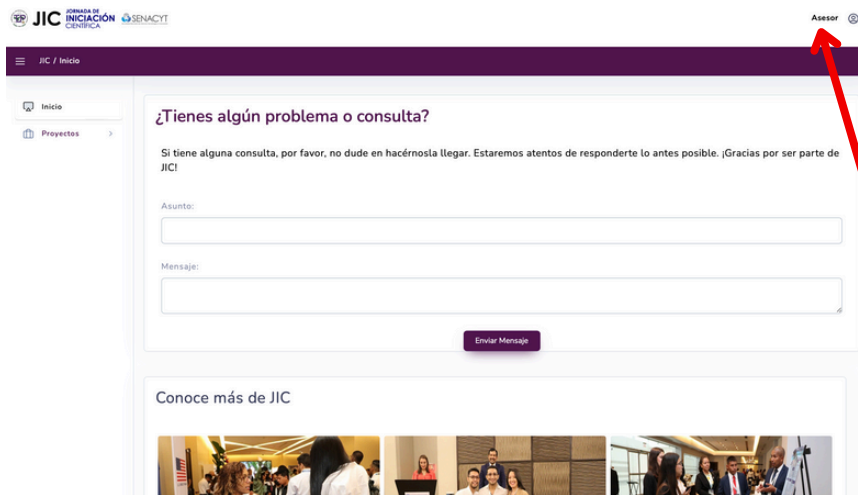 JIC JORNADA DE
INICIACIÓN
CIENTÍFICA
SENACYT
Asesor
JIC / Inicio
Inicio
Proyectos
¿Tienes algún problema o consulta?
Si tiene alguna consulta, por favor, no dude en hacérnosla llegar. Estaremos atentos de responderte lo antes posible. ¡Gracias por ser parte de
JIC!
Asunto:
Mensaje:
Enviar Mensaje
Conoce más de JIC